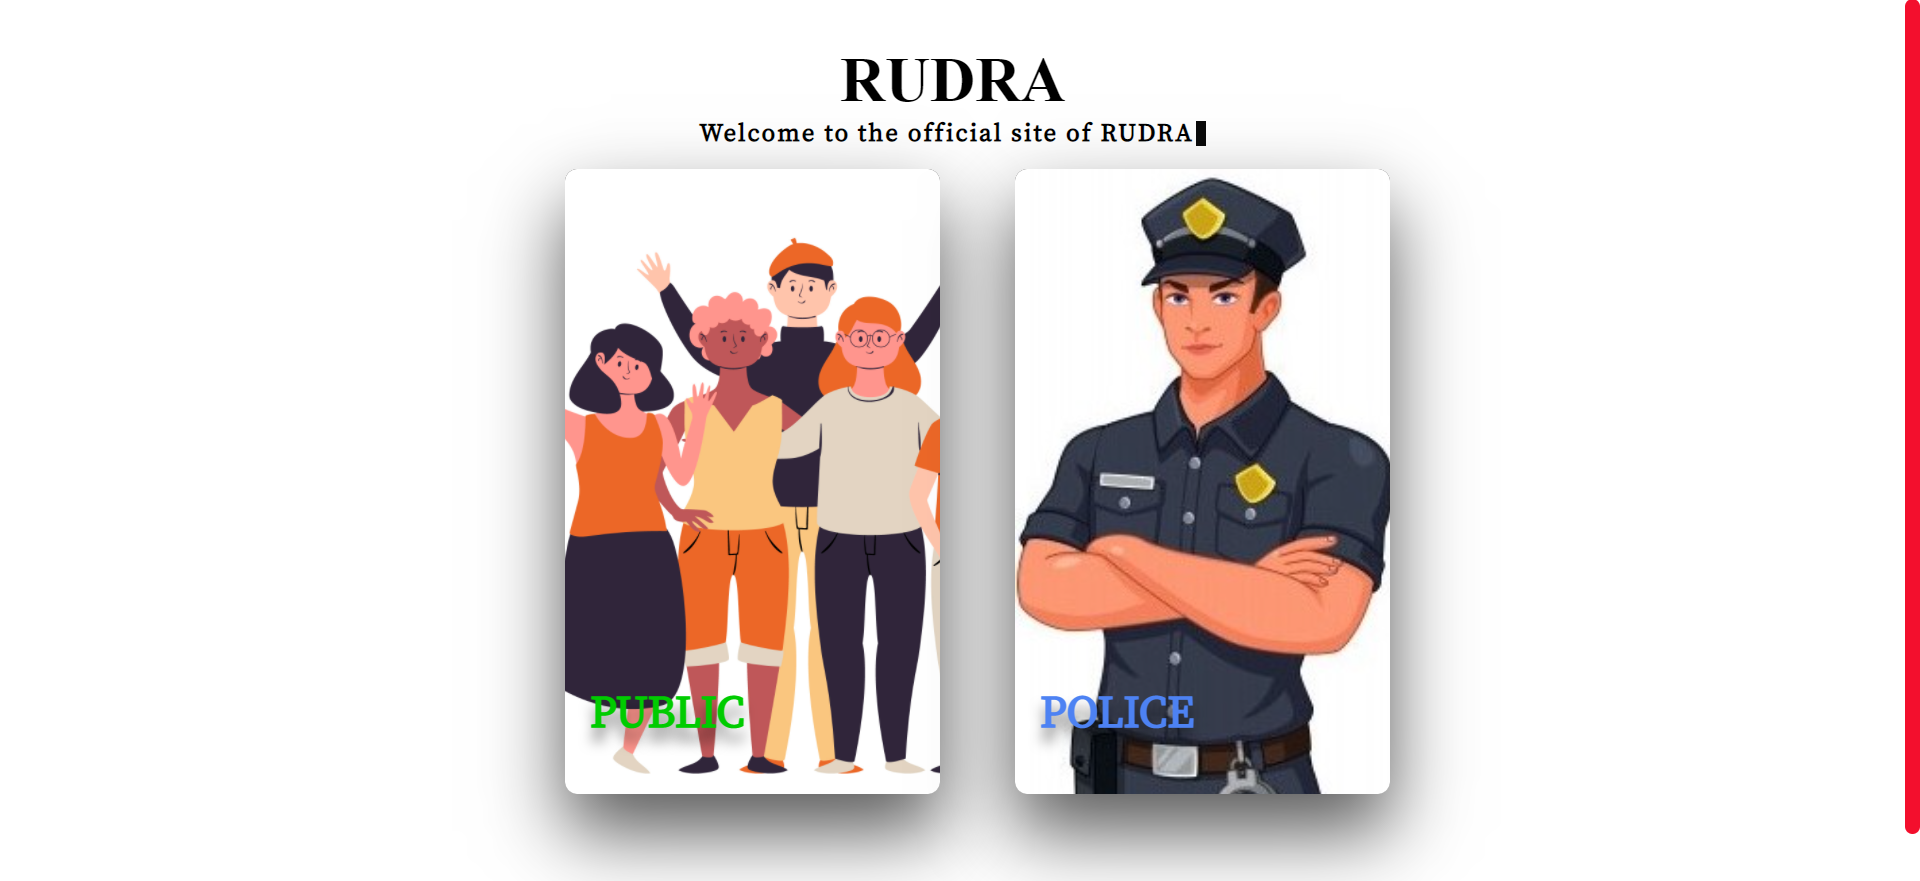 RUDRA
Welcome to the official site of RUDRA
PUBLIC
POLICE